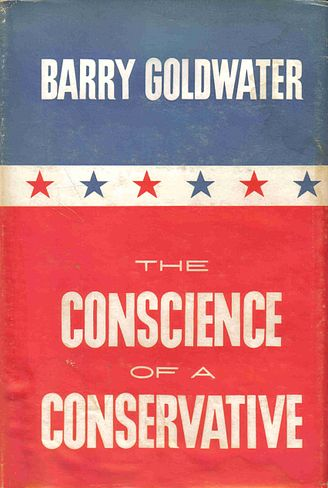 BARRY GOLDWATER
THE
CONSCIENCE
OF A
CONSERVATIVE